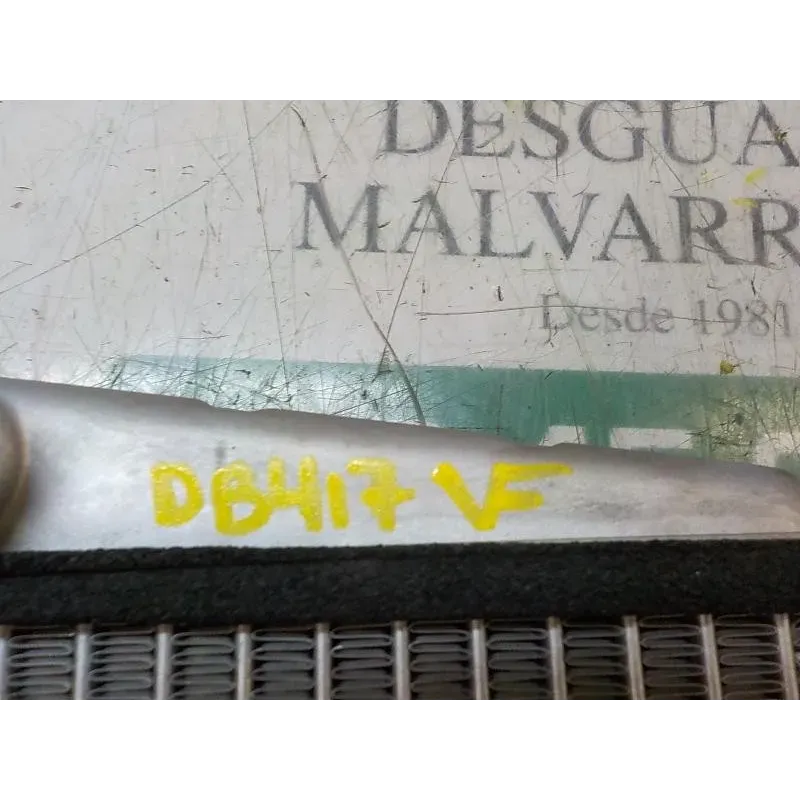 DESGUA
MALVARR
Desde 1981
DB417 VF